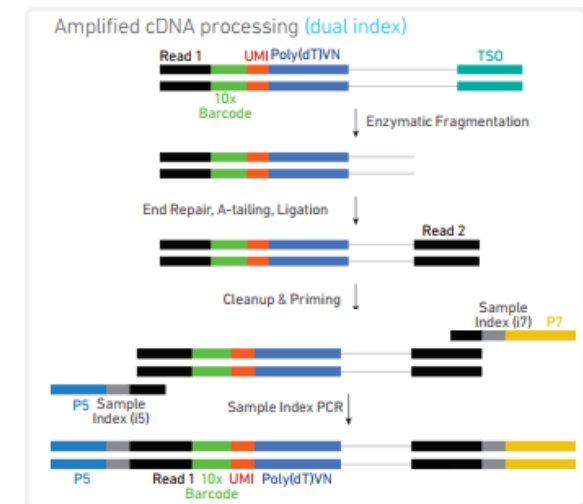 Amplified cDNA processing (dual index)
Read 1 UMI Poly(dT)VN TSO
10x
Barcode
Enzymatic Fragmentation
End Repair, A-tailing, Ligation
Read 2
Cleanup & Priming
Sample
Index (i7) P7
P5 Sample
Index (i5)
Sample Index PCR
P5 Read 1 10x UMI Poly(dT)VN P7
Barcode